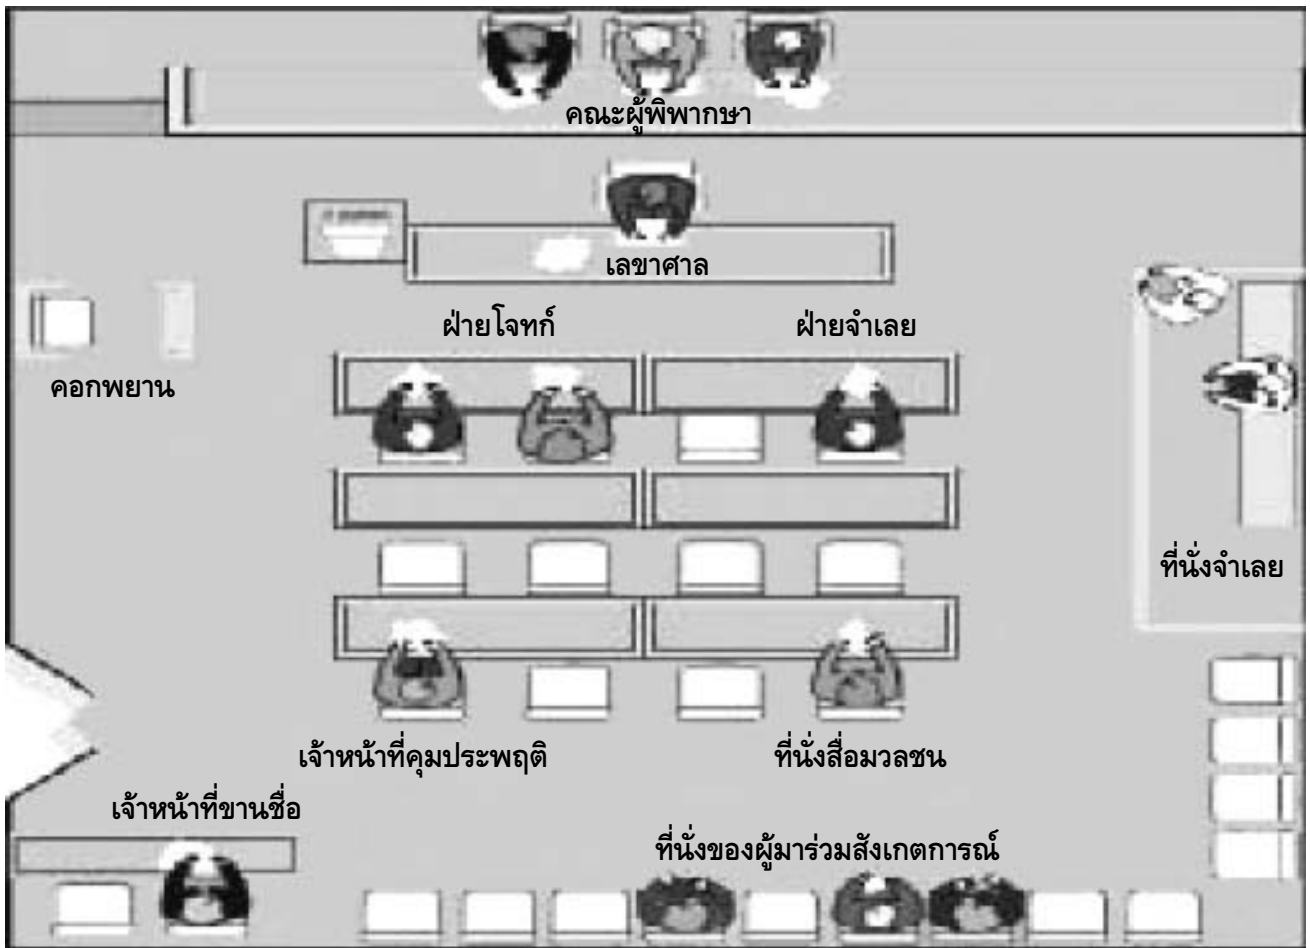 คณะผู้พิพากษา
เลขาศาล
ฝ่ายโจทก์
ฝ่ายจำเลย
คอกพยาน
ที่นั่งจำเลย
เจ้าหน้าที่คุมประพฤติ
ที่นั่งสื่อมวลชน
เจ้าหน้าที่ขานชื่อ
ที่นั่งของผู้มาร่วมสังเกตการณ์